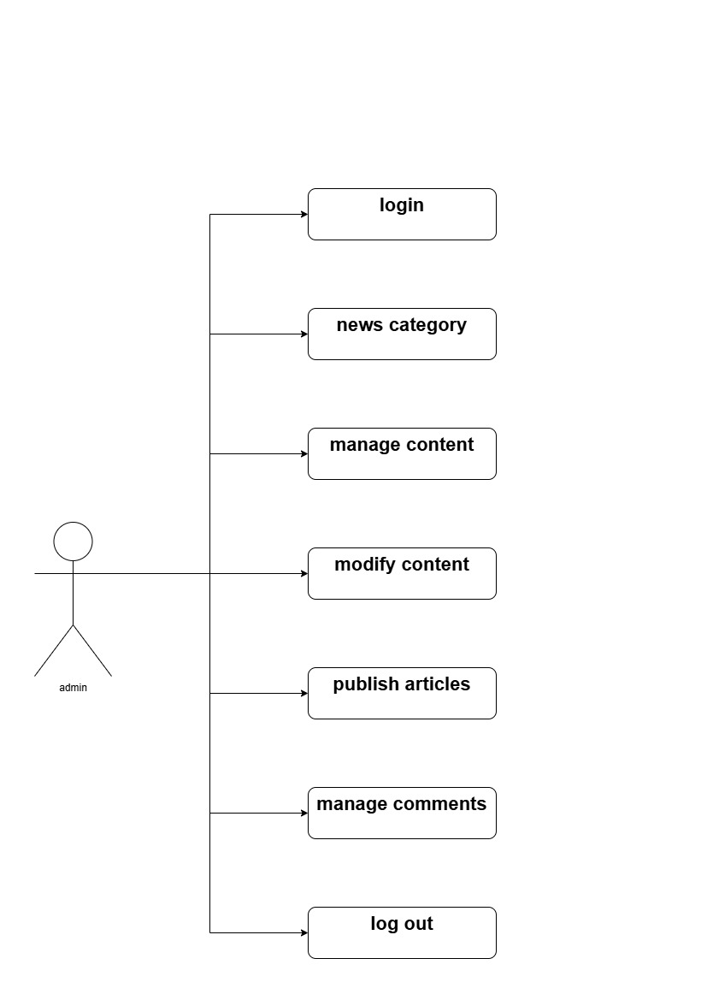 login
news category
manage content
modify content
admin
publish articles
manage comments
log out